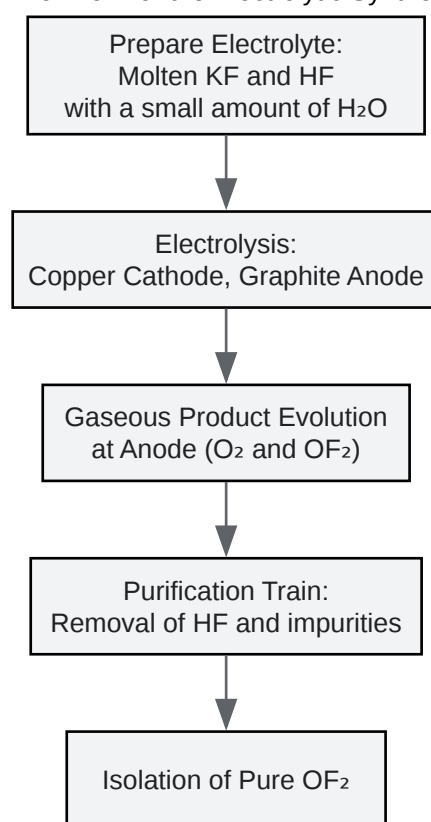 Prepare Electrolyte:
Molten KF and HF
with a small amount of H₂O
Electrolysis:
Copper Cathode, Graphite Anode
Gaseous Product Evolution
at Anode (O₂ and OF₂)
Purification Train:
Removal of HF and impurities
Isolation of Pure OF₂